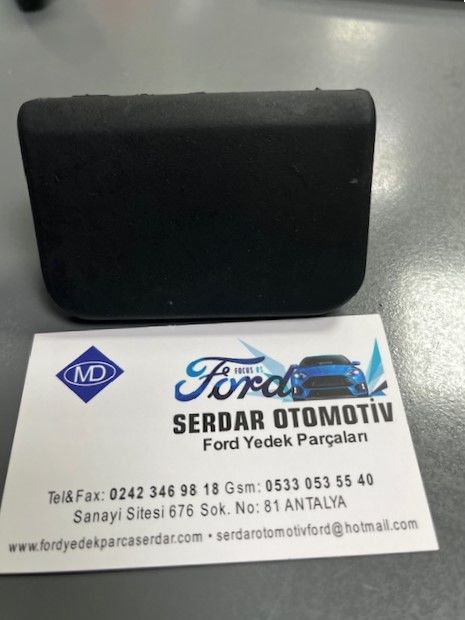 MD
FOCUS RS
Ford
SERDAR OTOMOTİV
Ford Yedek Parçaları
Tel&Fax: 0242 346 98 18 Gsm: 0533 053 55 40
Sanayi Sitesi 676 Sok. No: 81 ANTALYA
www.fordyedekparcaserdar.com • serdarotomotivford@hotmail.com